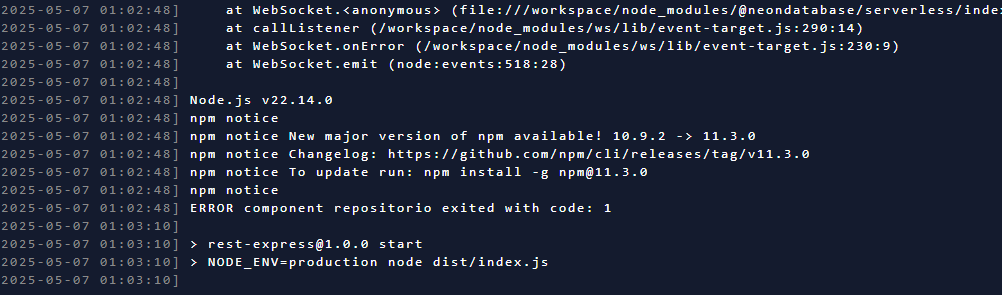 2025-05-07 01:02:48] at WebSocket.<anonymous> (file:///workspace/node_modules/@neondatabase/serverless/inde
2025-05-07 01:02:48] at callListener (/workspace/node_modules/ws/lib/event-target.js:290:14)
2025-05-07 01:02:48] at WebSocket.onError (/workspace/node_modules/ws/lib/event-target.js:230:9)
2025-05-07 01:02:48] at WebSocket.emit (node:events:518:28)
2025-05-07 01:02:48]
2025-05-07 01:02:48] Node.js v22.14.0
2025-05-07 01:02:48] npm notice
2025-05-07 01:02:48] npm notice New major version of npm available! 10.9.2 -> 11.3.0
2025-05-07 01:02:48] npm notice Changelog: https://github.com/npm/cli/releases/tag/v11.3.0
2025-05-07 01:02:48] npm notice To update run: npm install -g npm@11.3.0
2025-05-07 01:02:48] npm notice
2025-05-07 01:02:48] ERROR component repositorio exited with code: 1
2025-05-07 01:03:10]
2025-05-07 01:03:10] > rest-express@1.0.0 start
2025-05-07 01:03:10] > NODE_ENV=production node dist/index.js
2025-05-07 01:03:10]